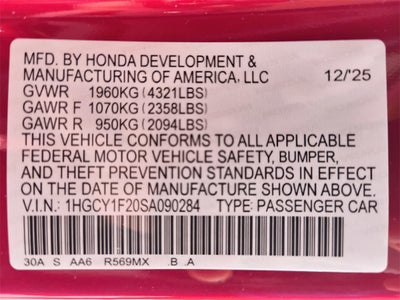 MFD. BY HONDA DEVELOPMENT &
MANUFACTURING OF AMERICA, LLC 12/'25
GVWR 1960KG (4321LBS)
GAWR F 1070KG (2358LBS)
GAWR R 950KG (2094LBS)
THIS VEHICLE CONFORMS TO ALL APPLICABLE
FEDERAL MOTOR VEHICLE SAFETY, BUMPER,
AND THEFT PREVENTION STANDARDS IN EFFECT
ON THE DATE OF MANUFACTURE SHOWN ABOVE.
V.I.N.: 1HGCY1F20SA090284 TYPE: PASSENGER CAR
30A S AA6 R569MX .B .A